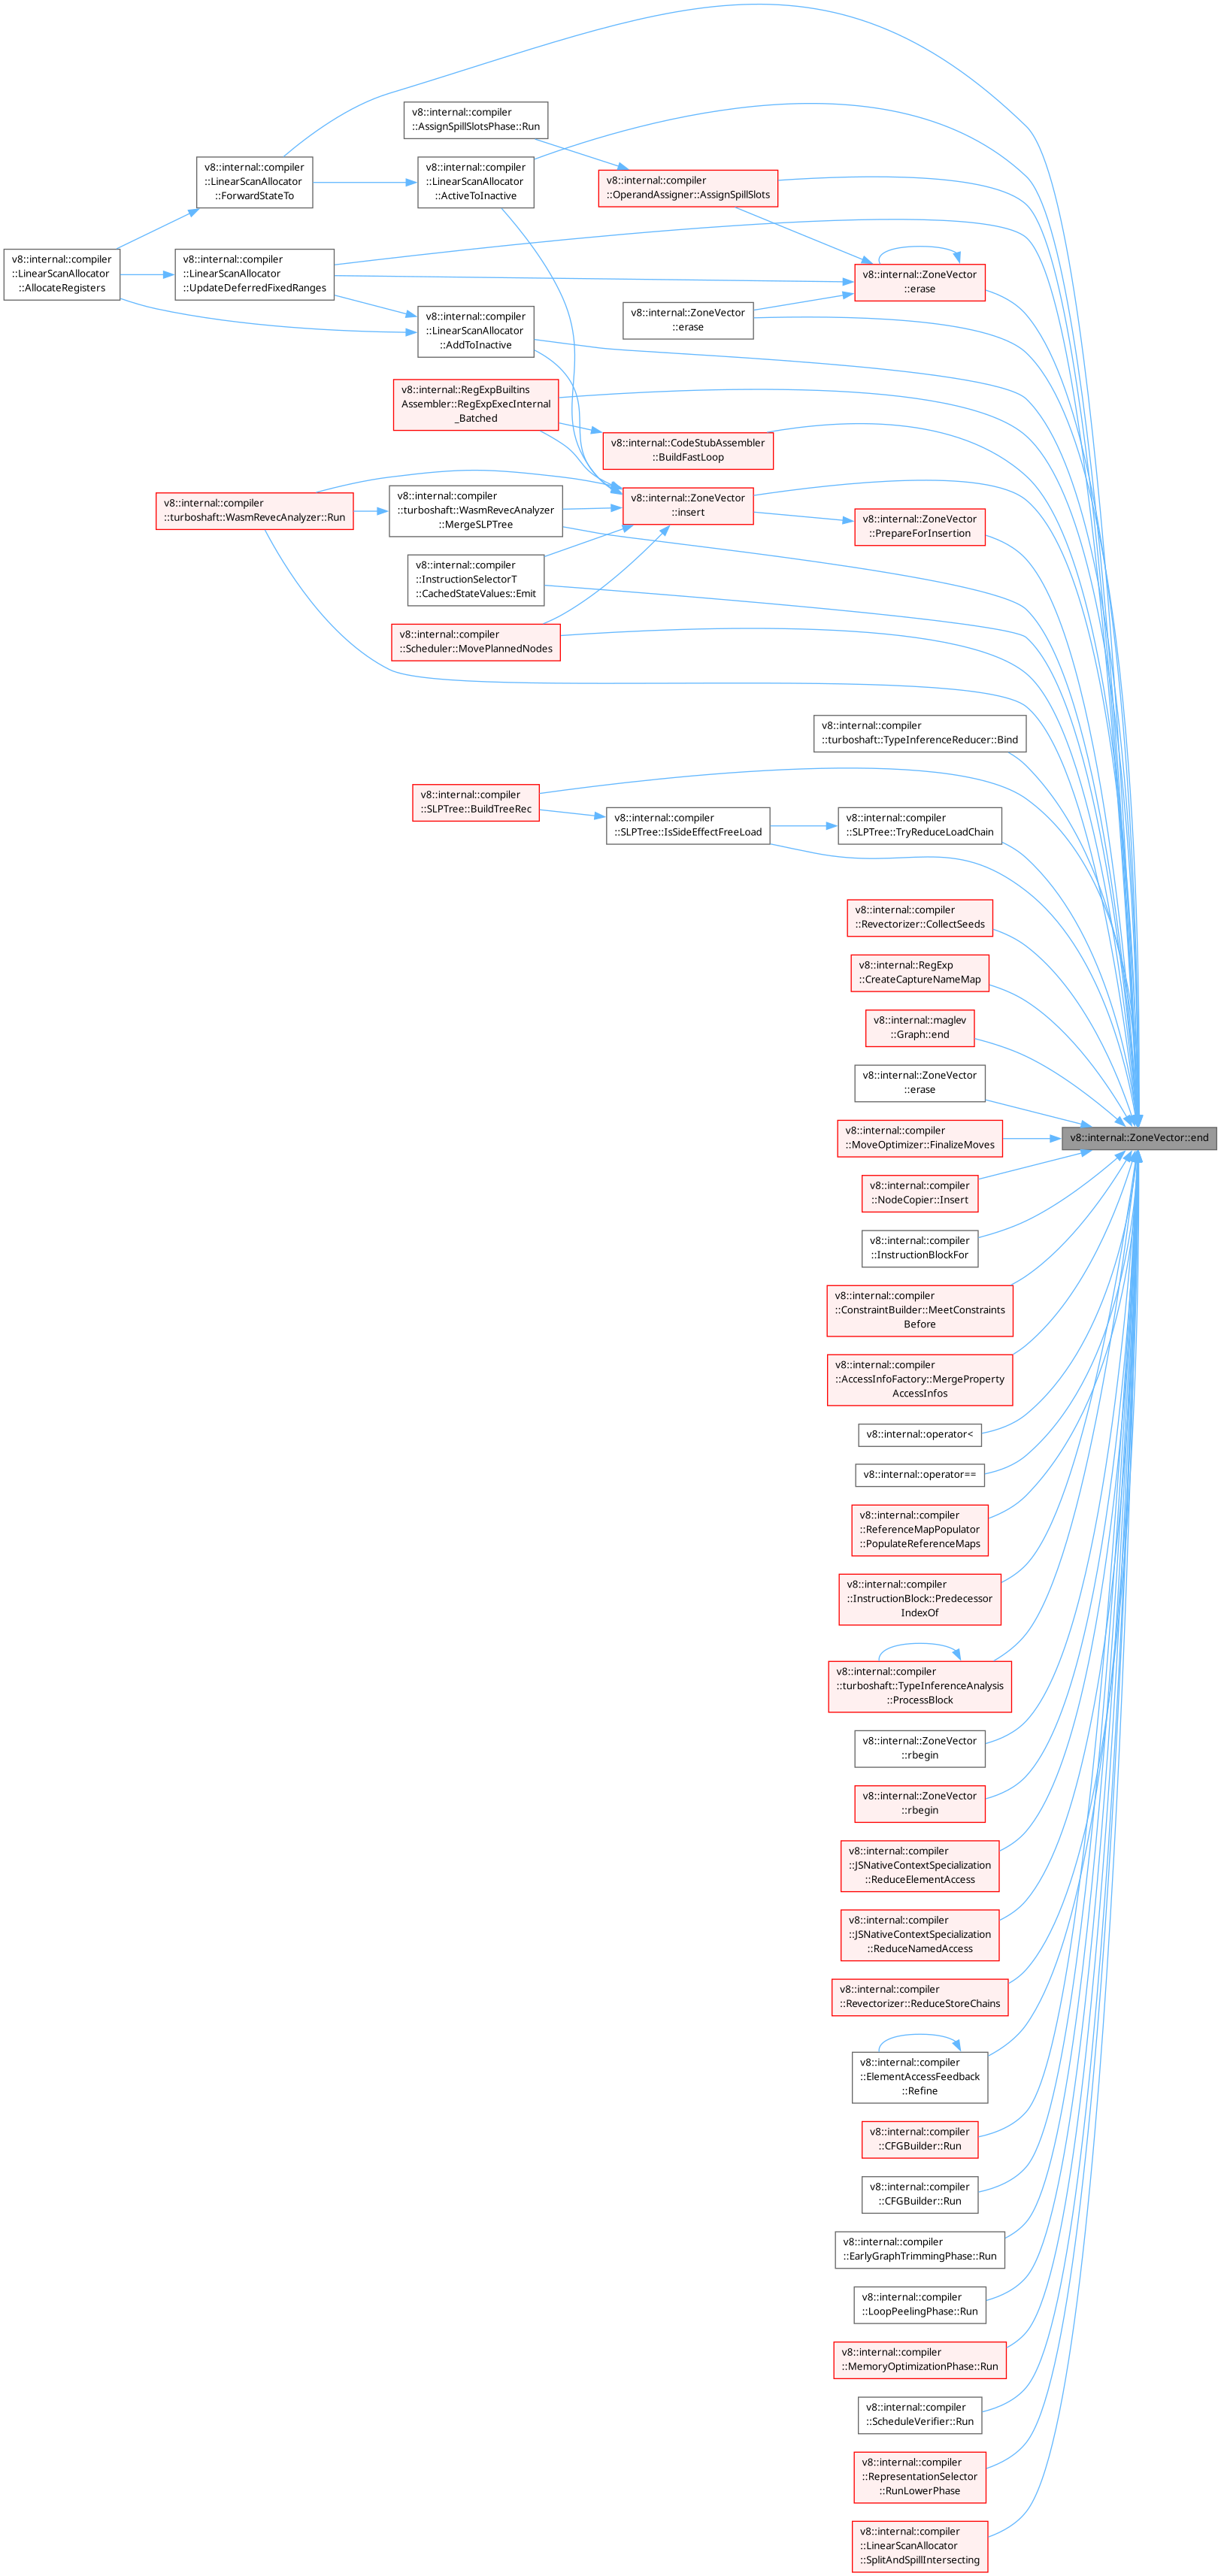 v8::internal::compiler
::AssignSpillSlotsPhase::Run
v8::internal::compiler
::LinearScanAllocator
::ForwardStateTo
v8::internal::compiler
::LinearScanAllocator
::ActiveToInactive
v8::internal::compiler
::OperandAssigner::AssignSpillSlots
v8::internal::compiler
::LinearScanAllocator
::AllocateRegisters
v8::internal::compiler
::LinearScanAllocator
::UpdateDeferredFixedRanges
v8::internal::ZoneVector
::erase
v8::internal::ZoneVector
::erase
v8::internal::compiler
::LinearScanAllocator
::AddToInactive
v8::internal::RegExpBuiltins
Assembler::RegExpExecInternal
_Batched
v8::internal::CodeStubAssembler
::BuildFastLoop
v8::internal::compiler
::turboshaft::WasmRevecAnalyzer::Run
v8::internal::compiler
::turboshaft::WasmRevecAnalyzer
::MergeSLPTree
v8::internal::ZoneVector
::insert
v8::internal::ZoneVector
::PrepareForInsertion
v8::internal::compiler
::InstructionSelectorT
::CachedStateValues::Emit
v8::internal::compiler
::Scheduler::MovePlannedNodes
v8::internal::compiler
::turboshaft::TypeInferenceReducer::Bind
v8::internal::compiler
::SLPTree::BuildTreeRec
v8::internal::compiler
::SLPTree::IsSideEffectFreeLoad
v8::internal::compiler
::SLPTree::TryReduceLoadChain
v8::internal::compiler
::Revectorizer::CollectSeeds
v8::internal::RegExp
::CreateCaptureNameMap
v8::internal::maglev
::Graph::end
v8::internal::ZoneVector
::erase
v8::internal::ZoneVector::end
v8::internal::compiler
::MoveOptimizer::FinalizeMoves
v8::internal::compiler
::NodeCopier::Insert
v8::internal::compiler
::InstructionBlockFor
v8::internal::compiler
::ConstraintBuilder::MeetConstraints
Before
v8::internal::compiler
::AccessInfoFactory::MergeProperty
AccessInfos
v8::internal::operator<
v8::internal::operator==
v8::internal::compiler
::ReferenceMapPopulator
::PopulateReferenceMaps
v8::internal::compiler
::InstructionBlock::Predecessor
IndexOf
v8::internal::compiler
::turboshaft::TypeInferenceAnalysis
::ProcessBlock
v8::internal::ZoneVector
::rbegin
v8::internal::ZoneVector
::rbegin
v8::internal::compiler
::JSNativeContextSpecialization
::ReduceElementAccess
v8::internal::compiler
::JSNativeContextSpecialization
::ReduceNamedAccess
v8::internal::compiler
::Revectorizer::ReduceStoreChains
v8::internal::compiler
::ElementAccessFeedback
::Refine
v8::internal::compiler
::CFGBuilder::Run
v8::internal::compiler
::CFGBuilder::Run
v8::internal::compiler
::EarlyGraphTrimmingPhase::Run
v8::internal::compiler
::LoopPeelingPhase::Run
v8::internal::compiler
::MemoryOptimizationPhase::Run
v8::internal::compiler
::ScheduleVerifier::Run
v8::internal::compiler
::RepresentationSelector
::RunLowerPhase
v8::internal::compiler
::LinearScanAllocator
::SplitAndSpillIntersecting